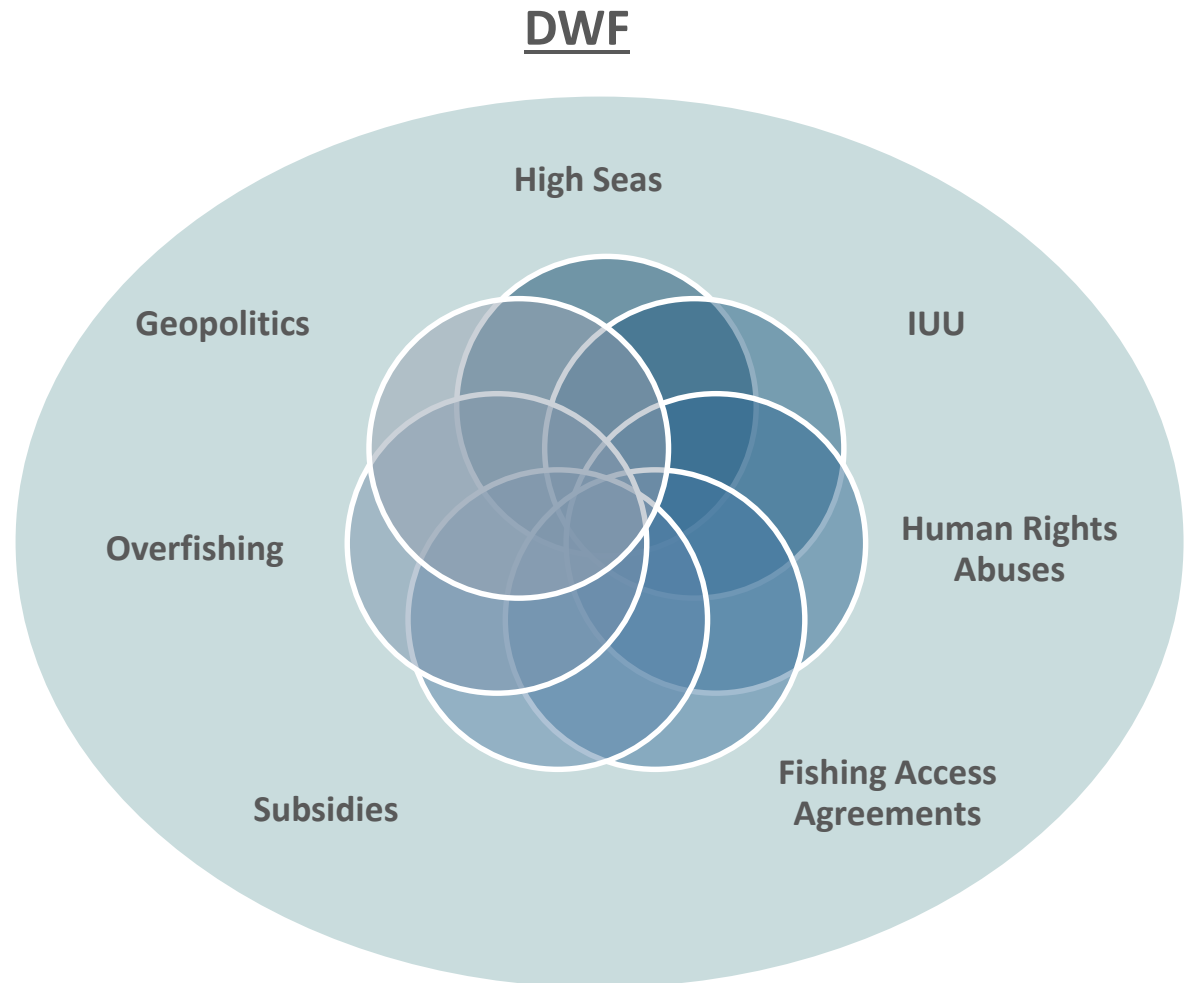 DWF
High Seas
Geopolitics
IUU
Human Rights
Abuses
Overfishing
Fishing Access
Agreements
Subsidies